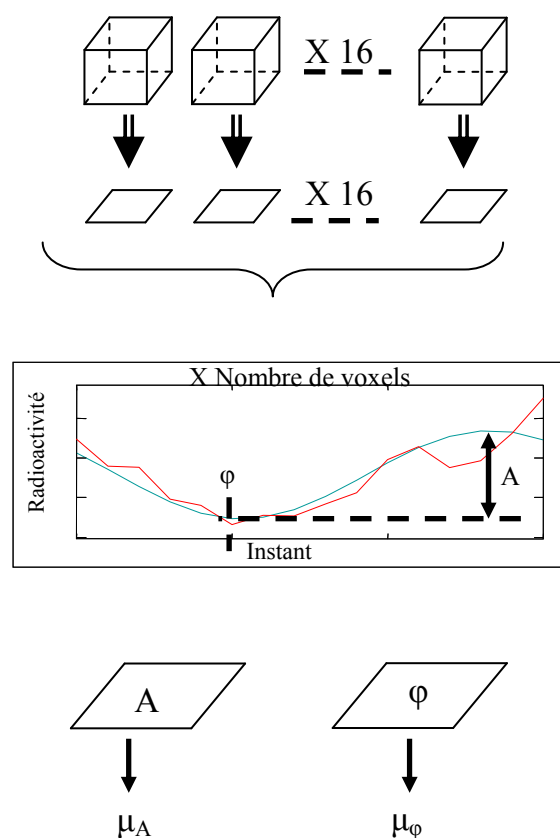 X 16
X 16
X Nombre de voxels
Radioactivité
φ
A
Instant
A φ
μA μφ